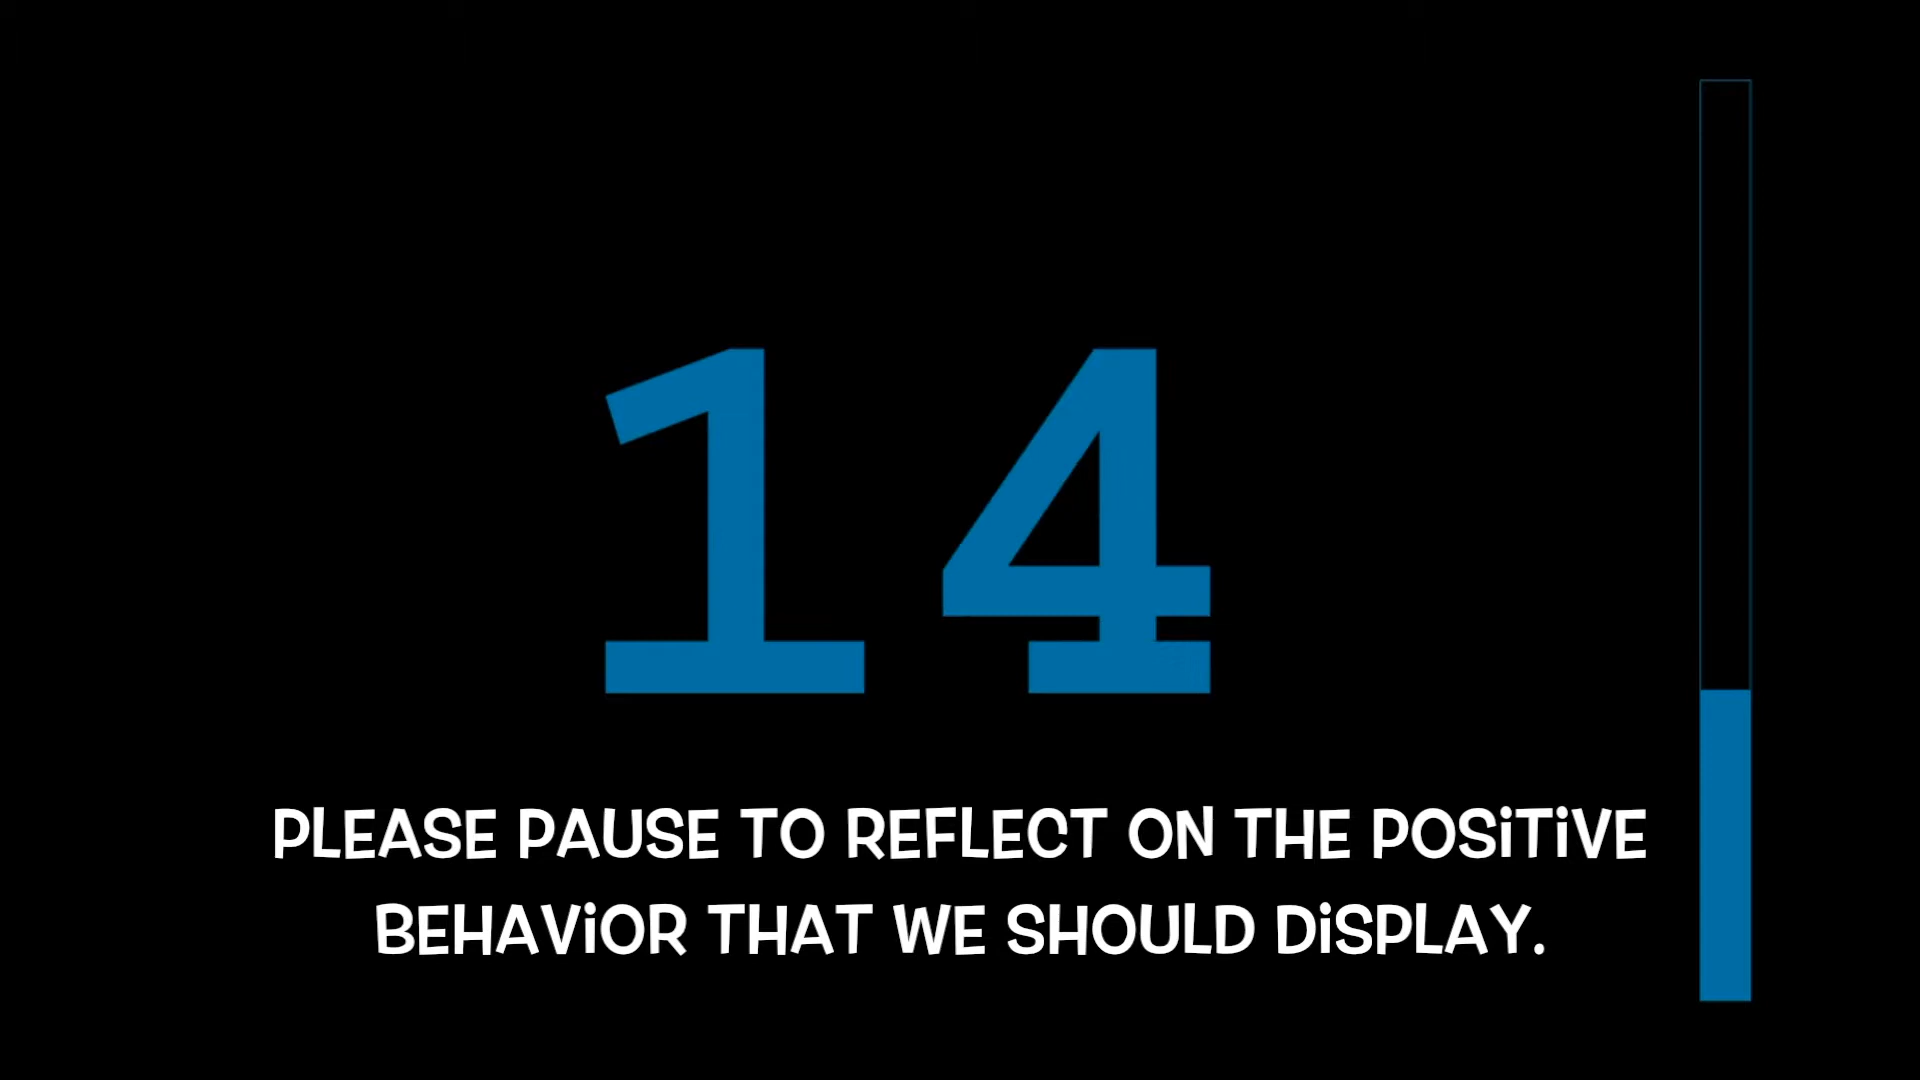 14
PLEASE PAUSE TO REFLECT ON THE POSiTiVE
BEHAViOR THAT WE SHOULD DiSPLAY.